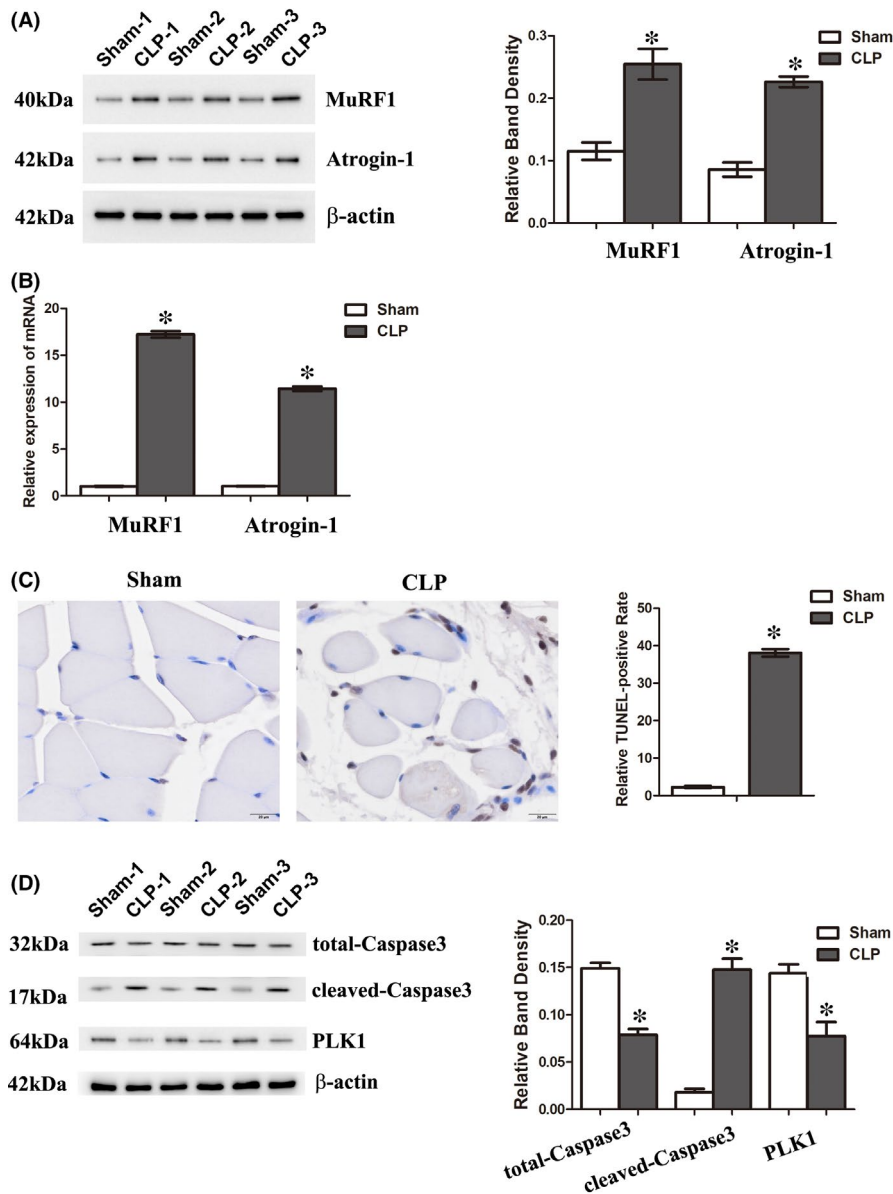 (A)
Sham-1 CLP-1 Sham-2 CLP-2 Sham-3 CLP-3
40kDa MuRF1
42kDa Atrogin-1
42kDa β-actin
Relative Band Density
0.3
0.2
0.1
0.0
* *
Sham
CLP
MuRF1 Atrogin-1
(B)
Relative expression of mRNA
20
15
10
5
0
* *
Sham
CLP
MuRF1 Atrogin-1
(C)
Sham CLP
20 μm
Relative TUNEL-positive Rate
50
40
30
20
10
0
*
Sham
CLP
(D)
Sham-1 CLP-1 Sham-2 CLP-2 Sham-3 CLP-3
32kDa total-Caspase3
17kDa cleaved-Caspase3
64kDa PLK1
42kDa β-actin
Relative Band Density
0.20
0.15
0.10
0.05
0.00
* * *
Sham
CLP
total-Caspase3 cleaved-Caspase3 PLK1